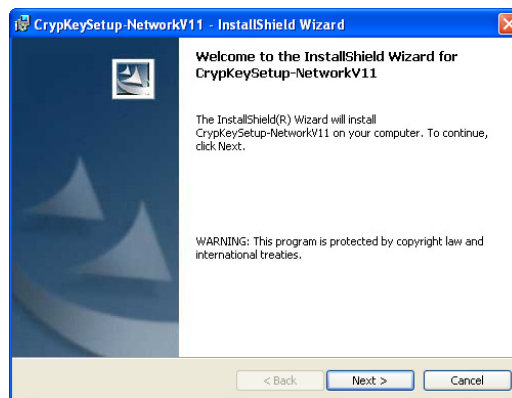 CrypKeySetup-NetworkV11 - InstallShield Wizard
Welcome to the InstallShield Wizard for
CrypKeySetup-NetworkV11
The InstallShield(R) Wizard will install
CrypKeySetup-NetworkV11 on your computer. To continue,
click Next.
WARNING: This program is protected by copyright law and
international treaties.
< Back
Next >
Cancel